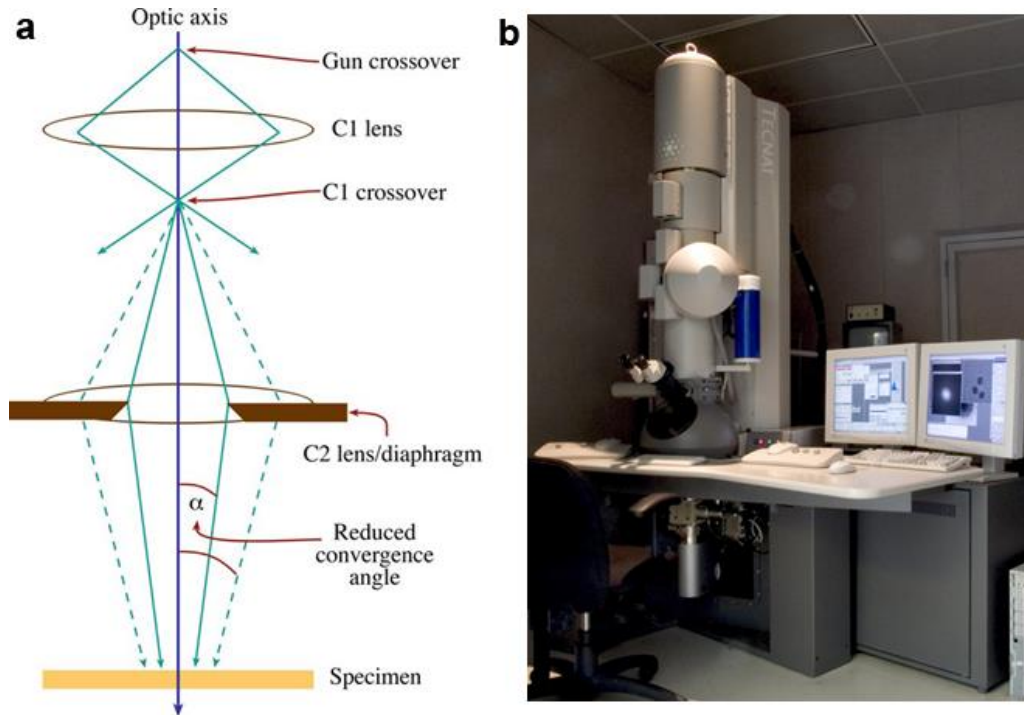 a
Optic axis
Gun crossover
C1 lens
C1 crossover
C2 lens/diaphragm
α
Reduced
convergence
angle
Specimen
b
TECNAI